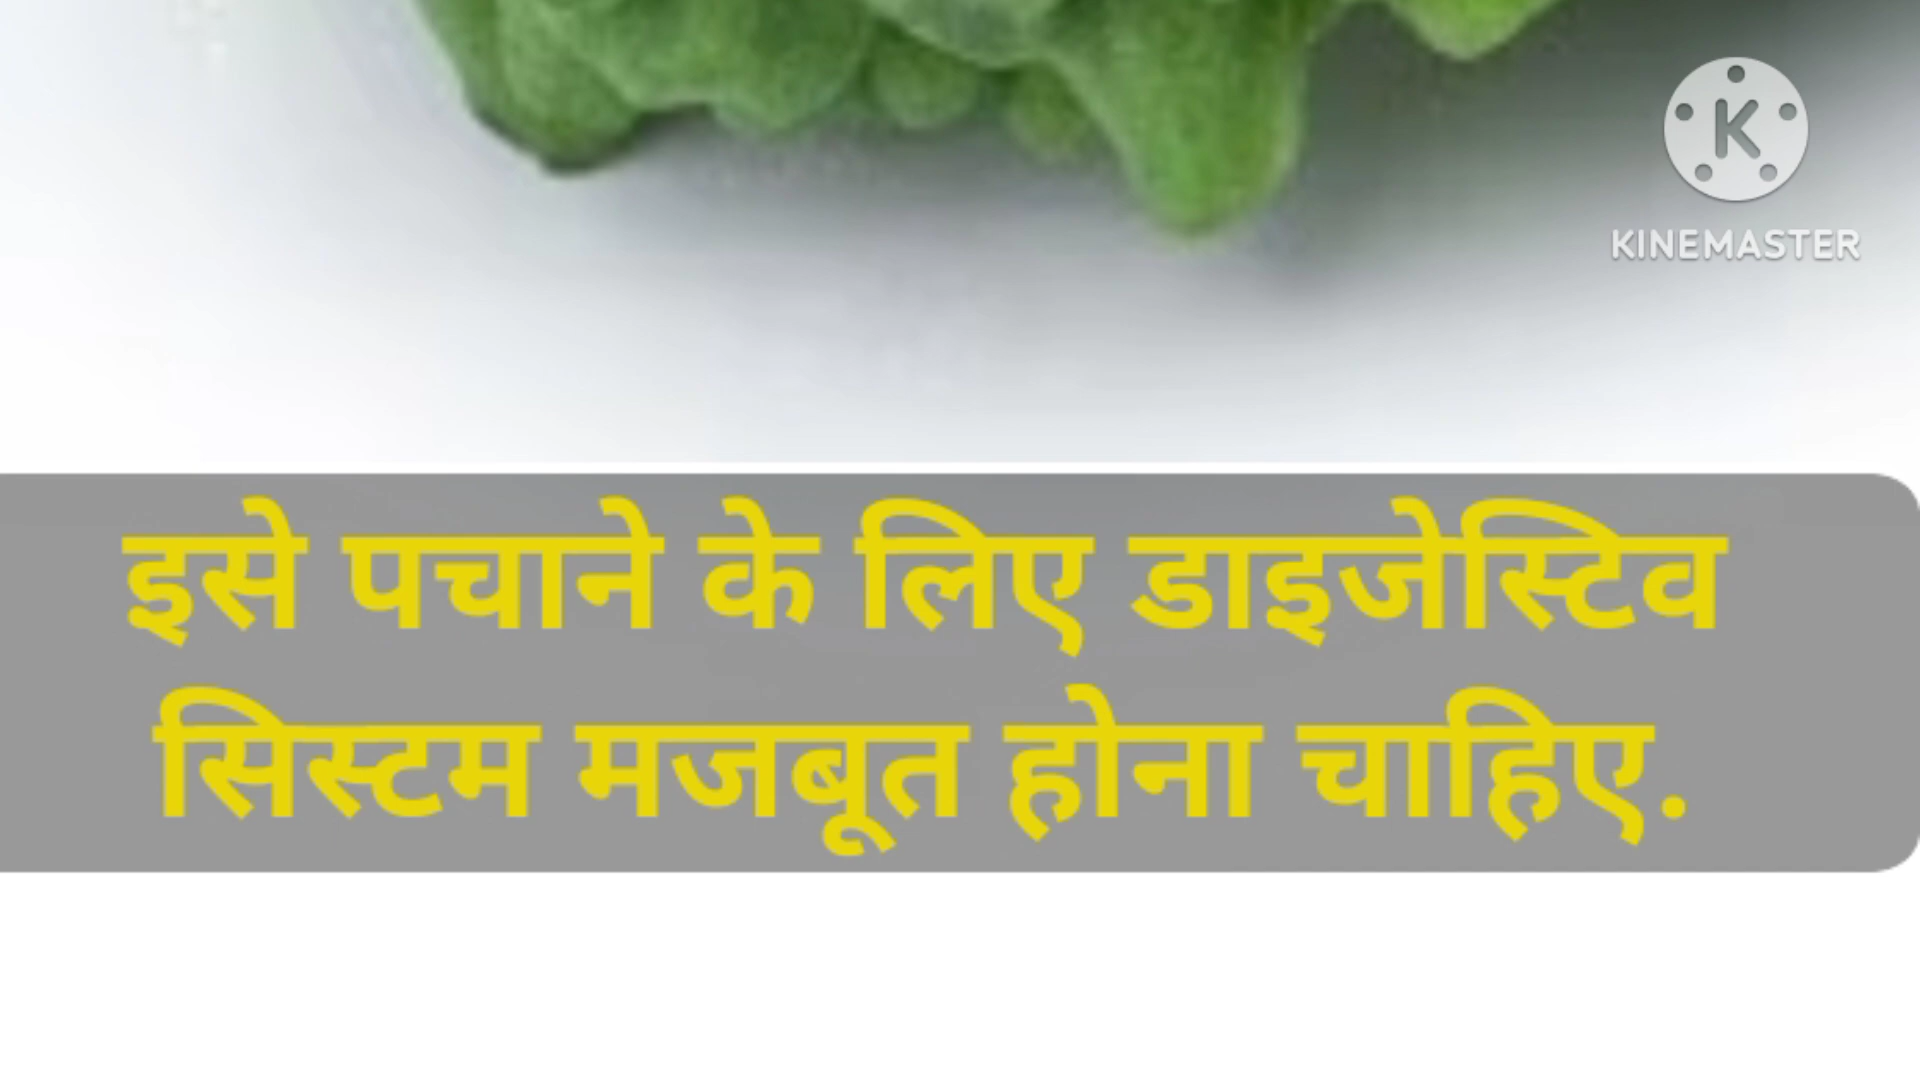 K
KINEMASTER
इसे पचाने के लिए डाइजेस्टिव
सिस्टम मजबूत होना चाहिए.